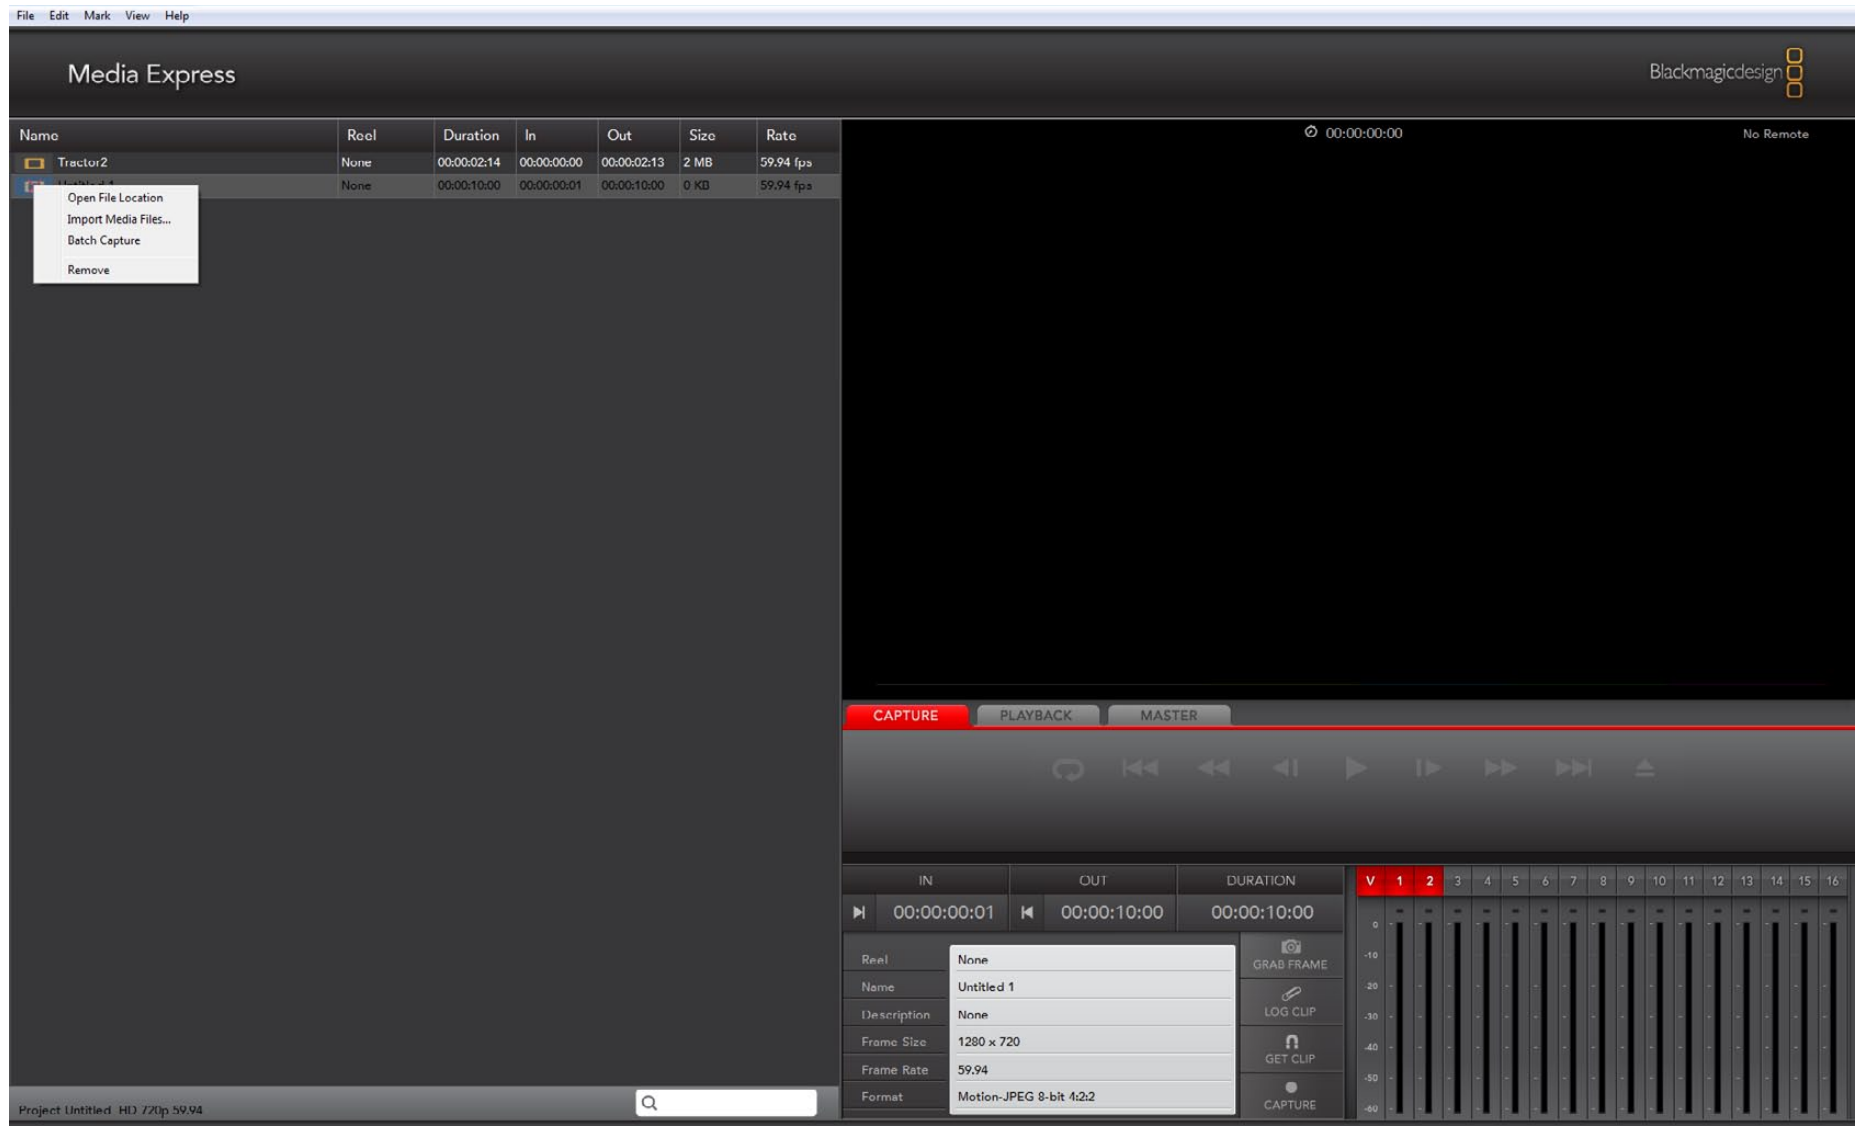 File Edit Mark View Help
Media Express
Blackmagicdesign
Name Reel Duration In Out Size Rate
Tractor2 None 00:00:02:14 00:00:00:00 00:00:02:13 2 MB 59.94 fps
Untitled 1 None 00:00:10:00 00:00:00:01 00:00:10:00 0 KB 59.94 fps
Open File Location
Import Media Files...
Batch Capture
Remove
00:00:00:00 No Remote
CAPTURE PLAYBACK MASTER
IN OUT DURATION
00:00:00:01 00:00:10:00 00:00:10:00
Reel None
Name Untitled 1
Description None
Frame Size 1280 x 720
Frame Rate 59.94
Format Motion-JPEG 8-bit 4:2:2
GRAB FRAME
LOG CLIP
GET CLIP
CAPTURE
V 1 2 3 4 5 6 7 8 9 10 11 12 13 14 15 16
0
-10
-20
-30
-40
-50
-60
Project Untitled HD 720p 59.94